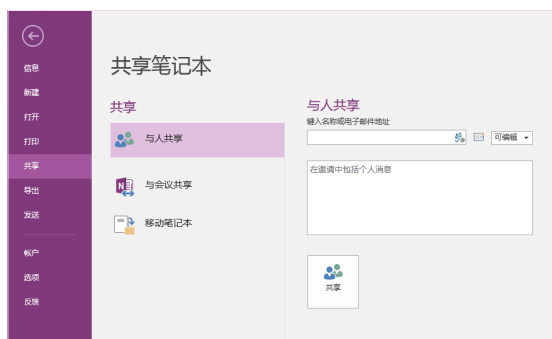 信息
新建
打开
打印
共享
导出
发送
帐户
选项
反馈
共享笔记本
共享
与人共享
N
与会议共享
移动笔记本
与人共享
键入名称或电子邮件地址
可编辑
在邀请中包括个人消息
共享